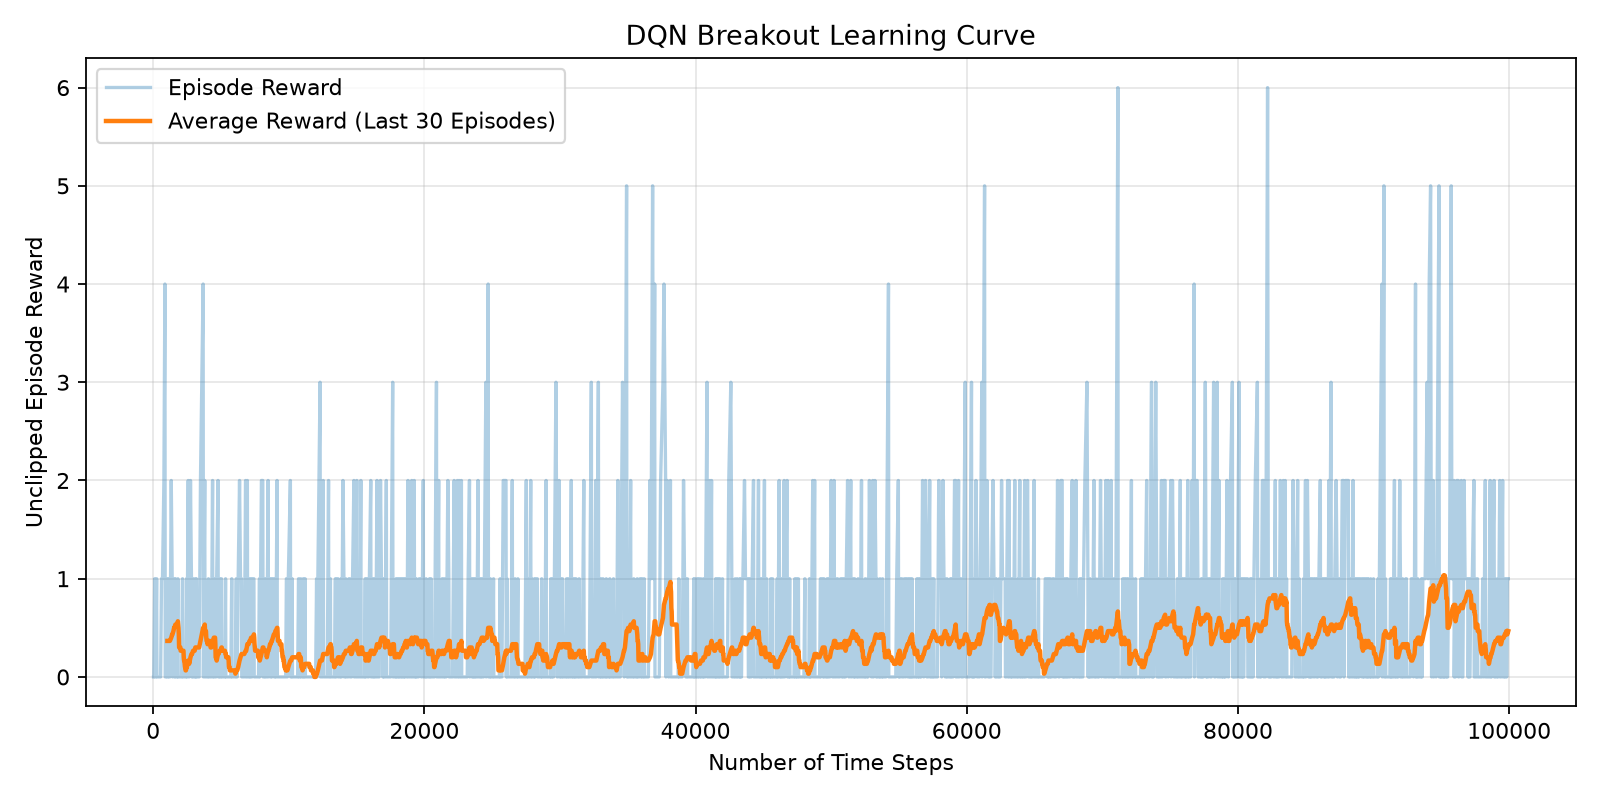 DQN Breakout Learning Curve
Episode Reward
Average Reward (Last 30 Episodes)
Unclipped Episode Reward
6
5
4
3
2
1
0
0
20000
40000
60000
80000
100000
Number of Time Steps